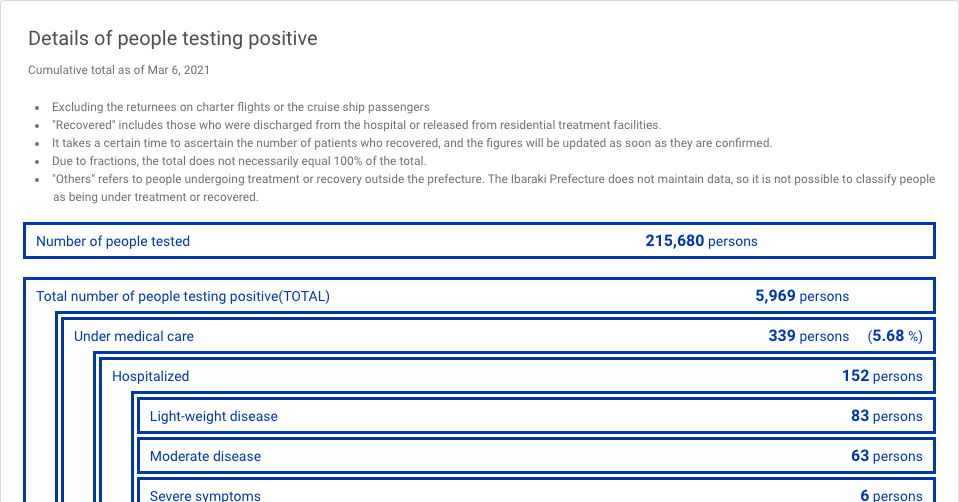 Details of people testing positive
Cumulative total as of Mar 6, 2021
• Excluding the returnees on charter flights or the cruise ship passengers
• "Recovered" includes those who were discharged from the hospital or released from residential treatment facilities.
• It takes a certain time to ascertain the number of patients who recovered, and the figures will be updated as soon as they are confirmed.
• Due to fractions, the total does not necessarily equal 100% of the total.
• "Others" refers to people undergoing treatment or recovery outside the prefecture. The Ibaraki Prefecture does not maintain data, so it is not possible to classify people
as being under treatment or recovered.
Number of people tested 215,680 persons
Total number of people testing positive(TOTAL) 5,969 persons
Under medical care 339 persons (5.68 %)
Hospitalized 152 persons
Light-weight disease 83 persons
Moderate disease 63 persons
Severe symptoms 6 persons